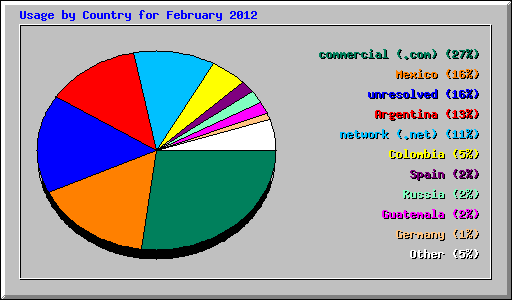 Usage by Country for February 2012
commercial (.com) (27%)
Mexico (16%)
unresolved (16%)
Argentina (13%)
network (.net) (11%)
Colombia (5%)
Spain (2%)
Russia (2%)
Guatemala (2%)
Germany (1%)
Other (5%)